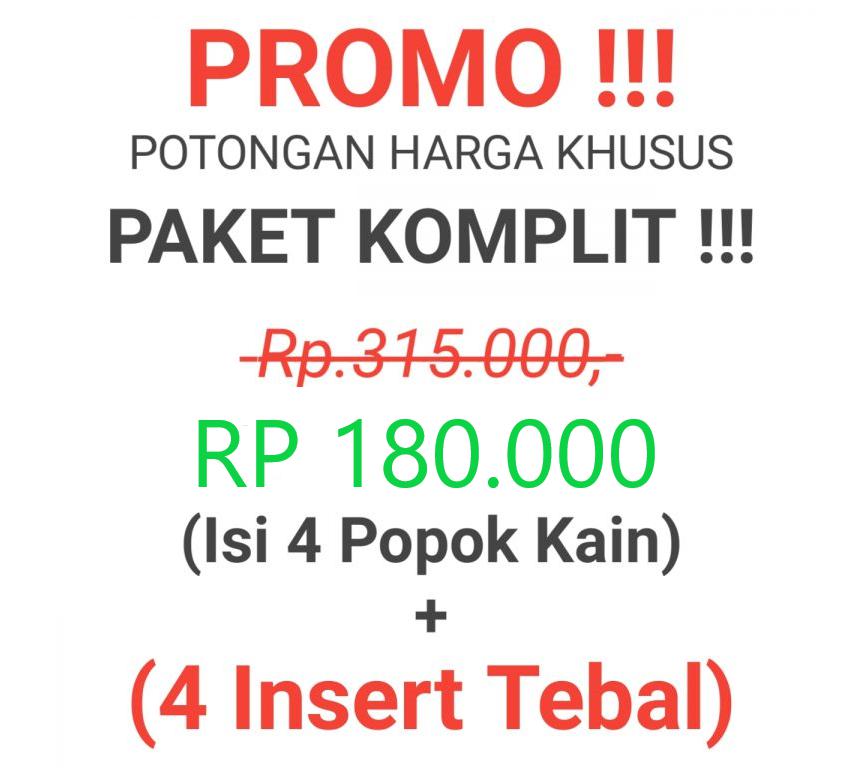 PROMO !!!
POTONGAN HARGA KHUSUS
PAKET KOMPLIT !!!
-Rp.315.000,-
RP 180.000
(Isi 4 Popok Kain)
+
(4 Insert Tebal)